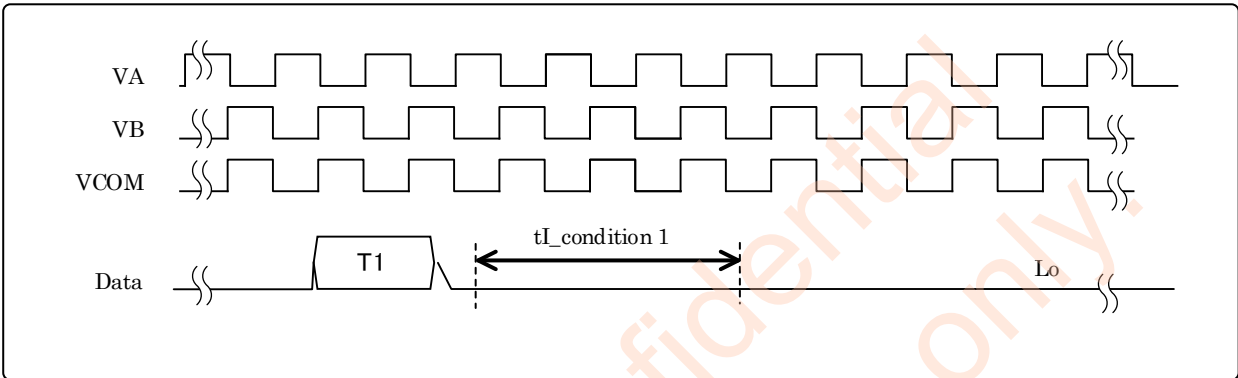 VA
VB
VCOM
Data
T1
tI_condition 1
Lo
fidential
only.